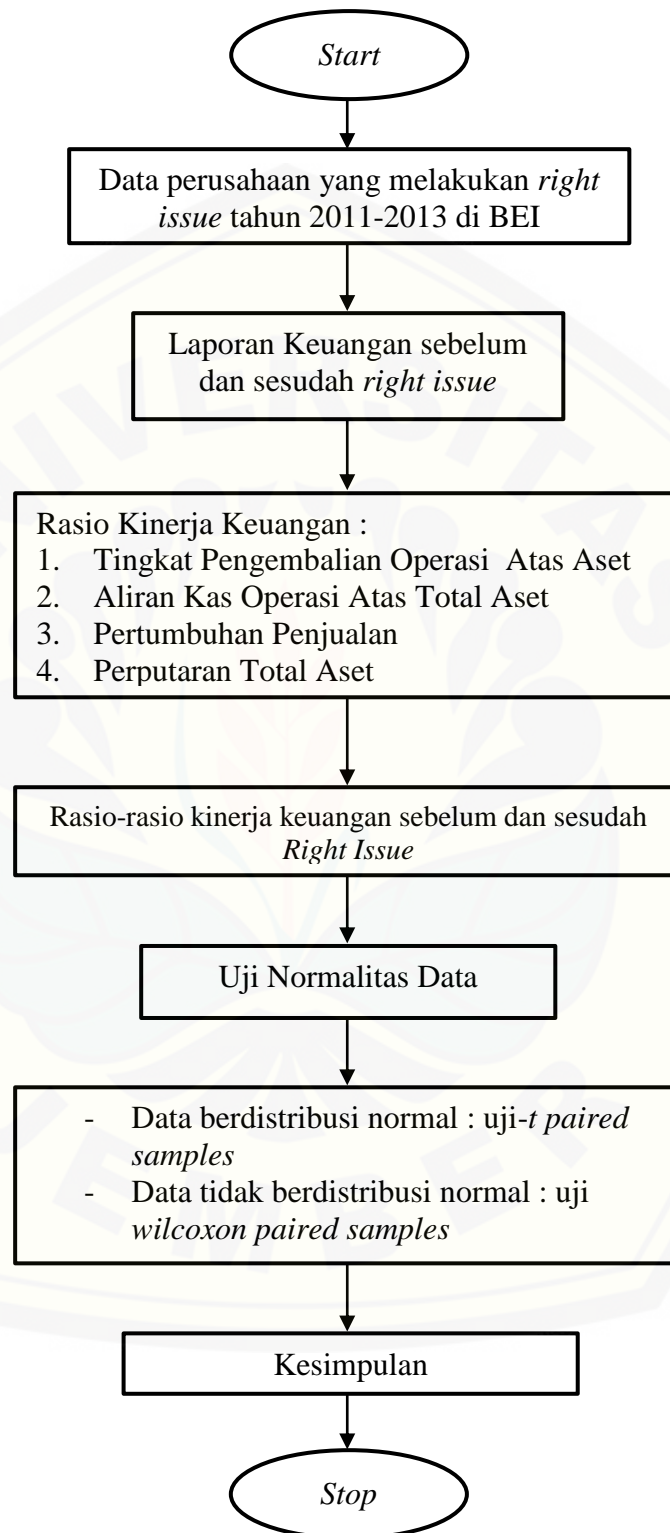 Start
Data perusahaan yang melakukan right
issue tahun 2011-2013 di BEI
Laporan Keuangan sebelum
dan sesudah right issue
Rasio Kinerja Keuangan :
1. Tingkat Pengembalian Operasi Atas Aset
2. Aliran Kas Operasi Atas Total Aset
3. Pertumbuhan Penjualan
4. Perputaran Total Aset
Rasio-rasio kinerja keuangan sebelum dan sesudah
Right Issue
Uji Normalitas Data
- Data berdistribusi normal : uji-t paired
samples
- Data tidak berdistribusi normal : uji
wilcoxon paired samples
Kesimpulan
Stop
UNIVERSITAS
JEMBER